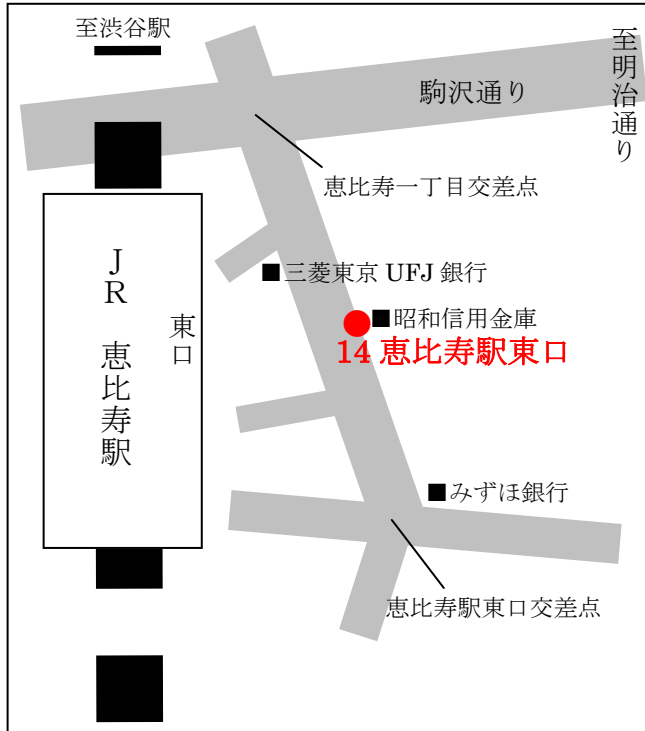 至渋谷駅
至明治通り
駒沢通り
恵比寿一丁目交差点
■三菱東京 UFJ 銀行
JR 恵比寿駅
東口
■昭和信用金庫
14 恵比寿駅東口
■みずほ銀行
恵比寿駅東口交差点